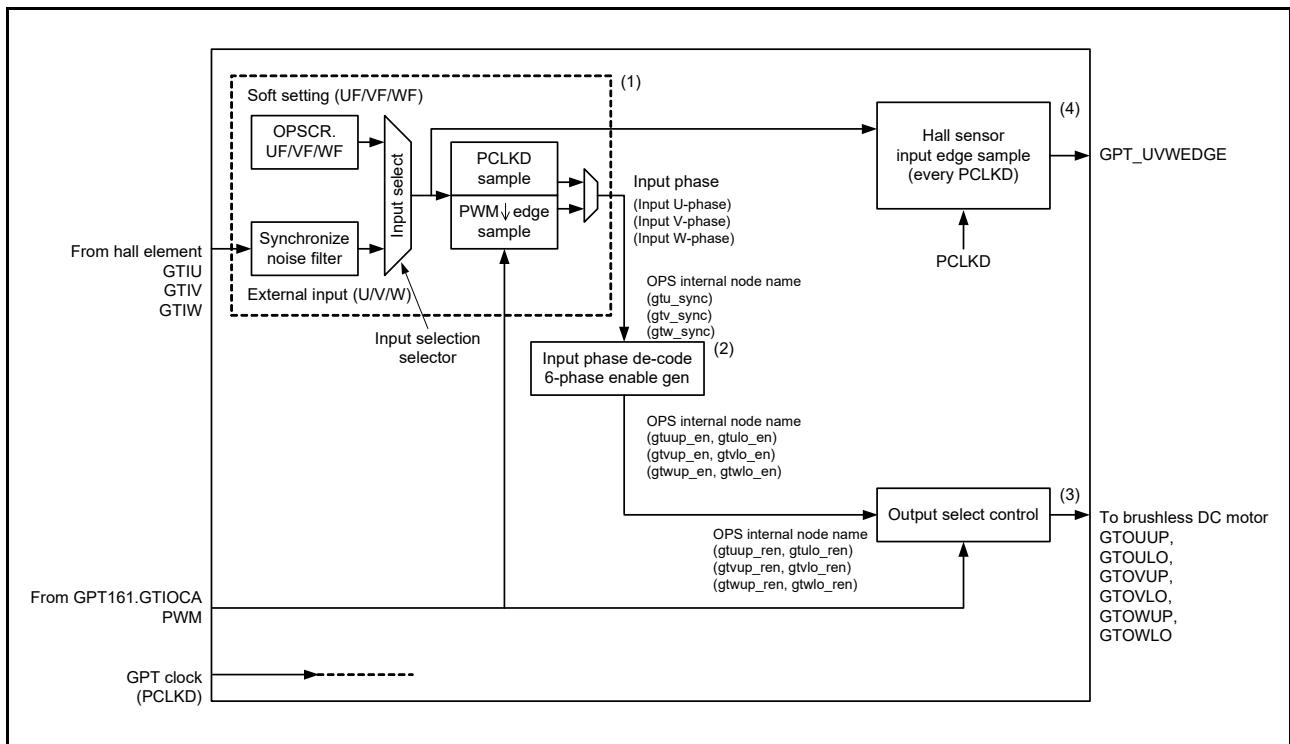 (1)
Soft setting (UF/VF/WF)
OPSCR.
UF/VF/WF
Input select
PCLKD
sample
PWM↓edge
sample
Synchronize
noise filter
External input (U/V/W)
From hall element
GTIU
GTIV
GTIW
Input selection
selector
Input phase
(Input U-phase)
(Input V-phase)
(Input W-phase)
(4)
Hall sensor
input edge sample
(every PCLKD)
GPT_UVWEDGE
PCLKD
OPS internal node name
(gtu_sync)
(gtv_sync)
(gtw_sync)
(2)
Input phase de-code
6-phase enable gen
OPS internal node name
(gtuup_en, gtulo_en)
(gtvup_en, gtvlo_en)
(gtwup_en, gtwlo_en)
(3)
Output select control
OPS internal node name
(gtuup_ren, gtulo_ren)
(gtvup_ren, gtvlo_ren)
(gtwup_ren, gtwlo_ren)
To brushless DC motor
GTOUUP,
GTOULO,
GTOVUP,
GTOVLO,
GTOWUP,
GTOWLO
From GPT161.GTIOCA
PWM
GPT clock
(PCLKD)